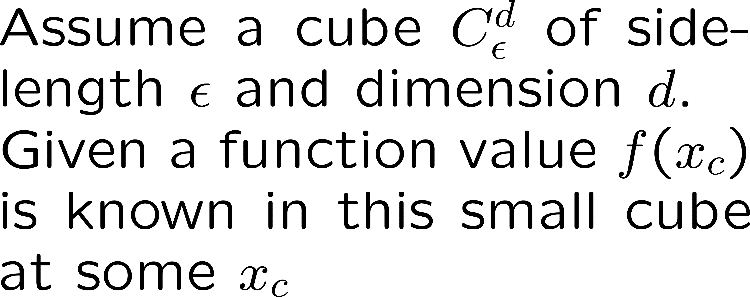 Assume a cube $C_{\epsilon}^{d}$ of side-
length $\epsilon$ and dimension $d$.
Given a function value $f(x_c)$
is known in this small cube
at some $x_c$